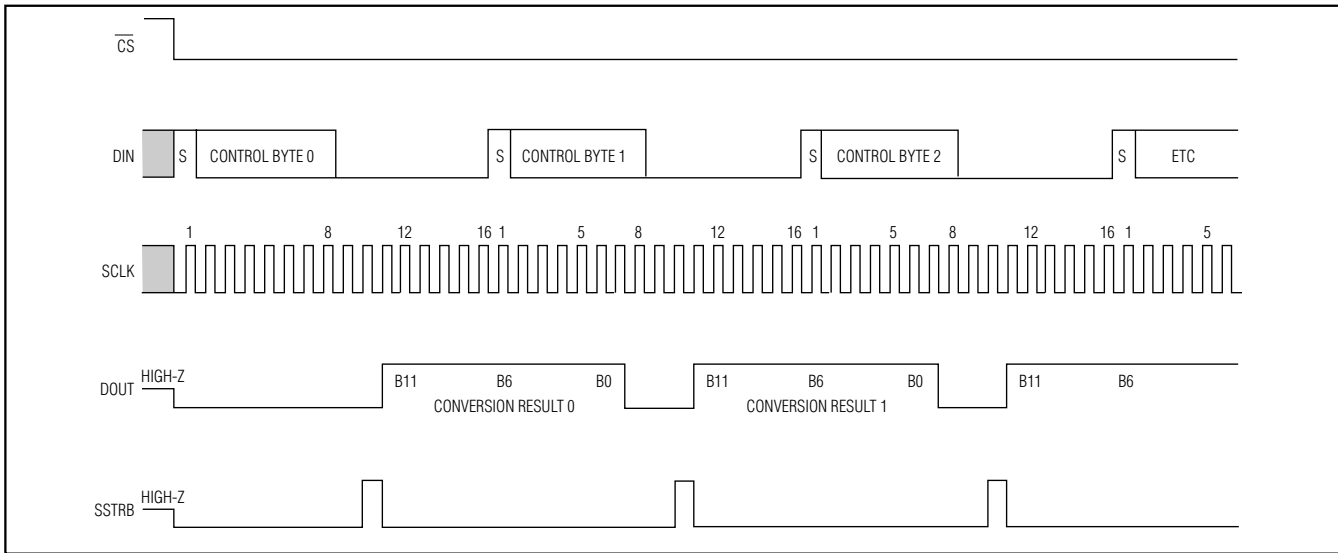 CS
DIN S CONTROL BYTE 0 S CONTROL BYTE 1 S CONTROL BYTE 2 S ETC
1 8 12 16 1 5 8 12 16 1 5 8 12 16 1 5
SCLK
HIGH-Z
DOUT B11 B6 B0 B11 B6 B0 B11 B6
CONVERSION RESULT 0 CONVERSION RESULT 1
HIGH-Z
SSTRB